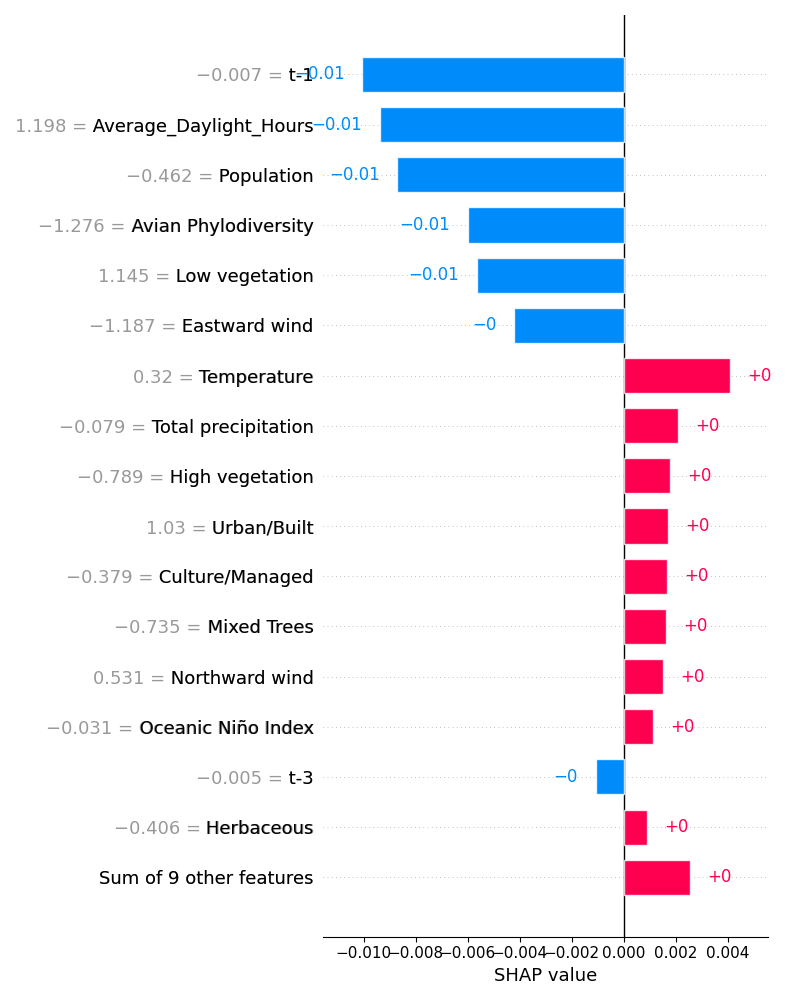 −0.007 = t-1 −0.01
1.198 = Average_Daylight_Hours −0.01
−0.462 = Population −0.01
−1.276 = Avian Phylodiversity −0.01
1.145 = Low vegetation −0.01
−1.187 = Eastward wind −0
0.32 = Temperature +0
−0.079 = Total precipitation +0
−0.789 = High vegetation +0
1.03 = Urban/Built +0
−0.379 = Culture/Managed +0
−0.735 = Mixed Trees +0
0.531 = Northward wind +0
−0.031 = Oceanic Niño Index +0
−0.005 = t-3 −0
−0.406 = Herbaceous +0
Sum of 9 other features +0
−0.010 −0.008 −0.006 −0.004 −0.002 0.000 0.002 0.004
SHAP value